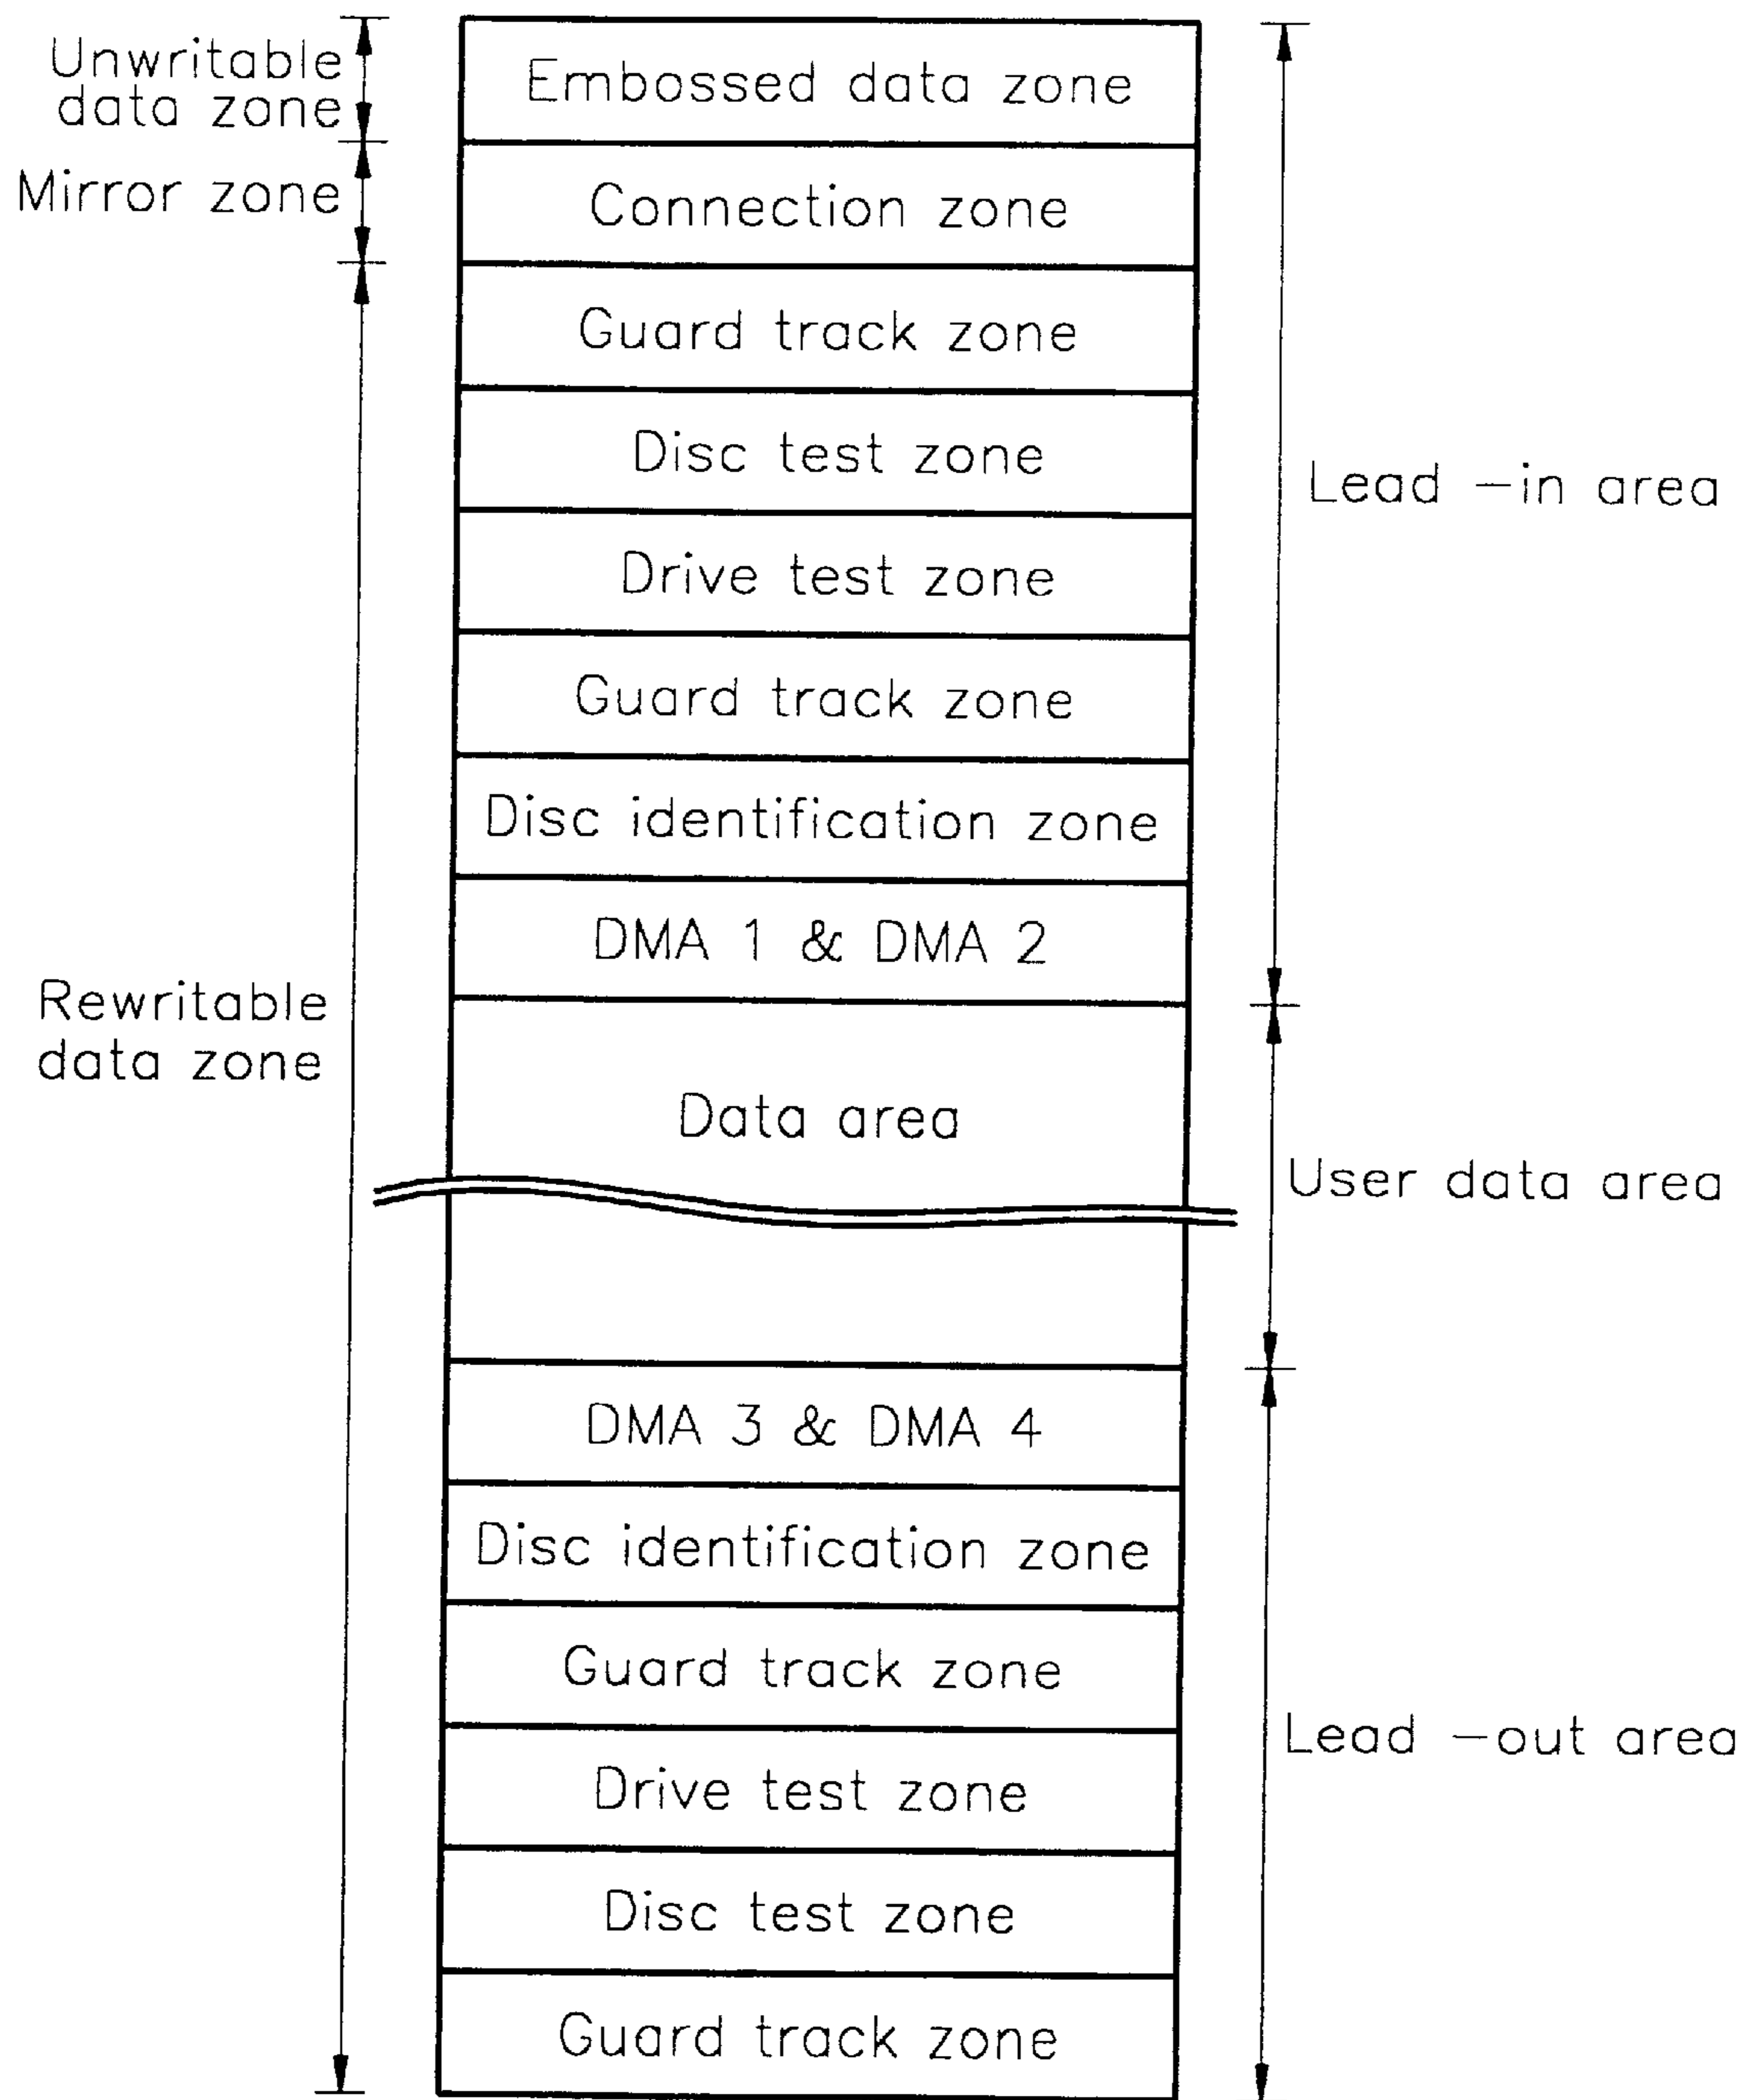 Unwritable
data zone
Embossed data zone
Mirror zone
Connection zone
Guard track zone
Disc test zone
Lead -in area
Drive test zone
Guard track zone
Disc identification zone
DMA 1 & DMA 2
Rewritable
data zone
Data area
User data area
DMA 3 & DMA 4
Disc identification zone
Guard track zone
Lead -out area
Drive test zone
Disc test zone
Guard track zone